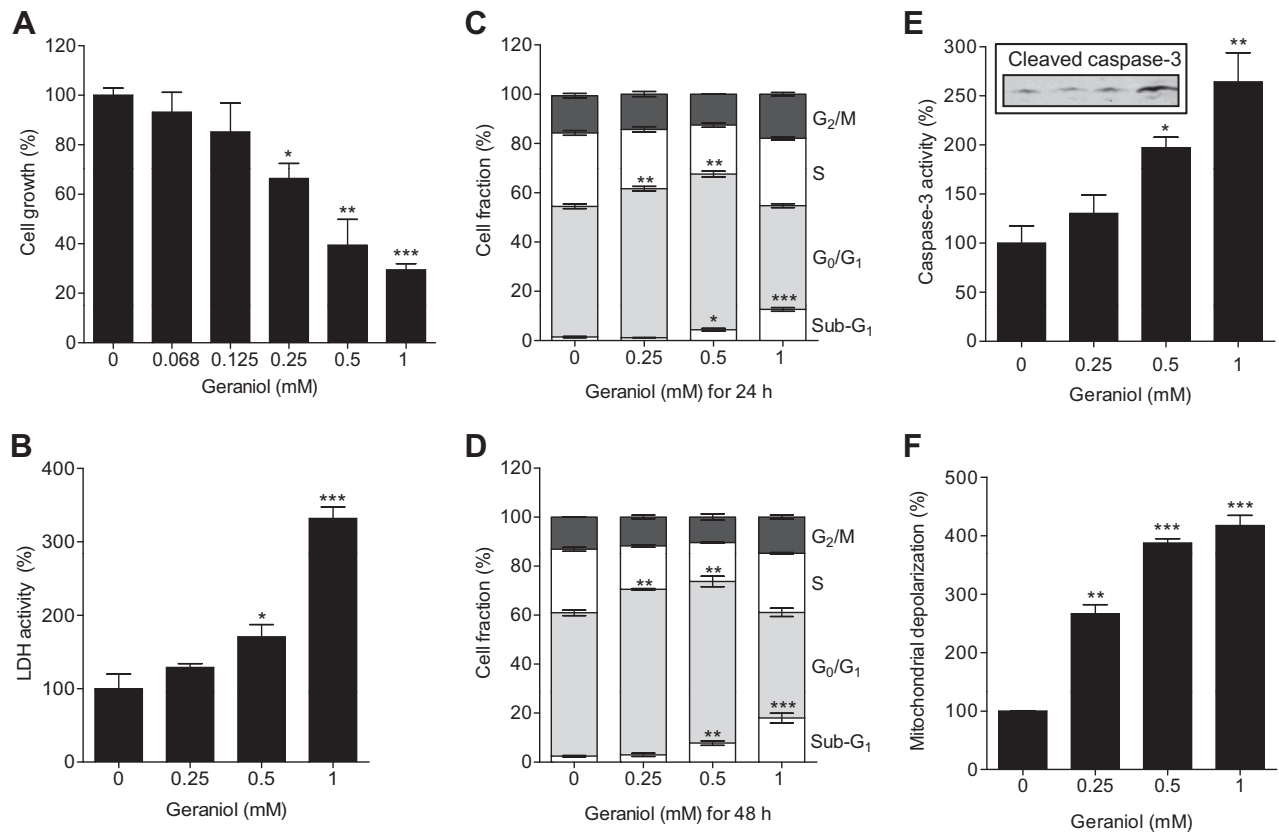 A
120
100
80
60
40
20
0
Cell growth (%)
*
**
***
0 0.068 0.125 0.25 0.5 1
Geraniol (mM)
B
400
300
200
100
0
LDH activity (%)
*
***
0 0.25 0.5 1
Geraniol (mM)
C
120
100
80
60
40
20
0
Cell fraction (%)
**
**
*
***
G2/M
S
G0/G1
Sub-G1
0 0.25 0.5 1
Geraniol (mM) for 24 h
D
120
100
80
60
40
20
0
Cell fraction (%)
**
**
**
***
G2/M
S
G0/G1
Sub-G1
0 0.25 0.5 1
Geraniol (mM) for 48 h
E
300
250
200
150
100
50
0
Caspase-3 activity (%)
Cleaved caspase-3
*
**
0 0.25 0.5 1
Geraniol (mM)
F
500
400
300
200
100
0
Mitochondrial depolarization (%)
**
***
***
0 0.25 0.5 1
Geraniol (mM)